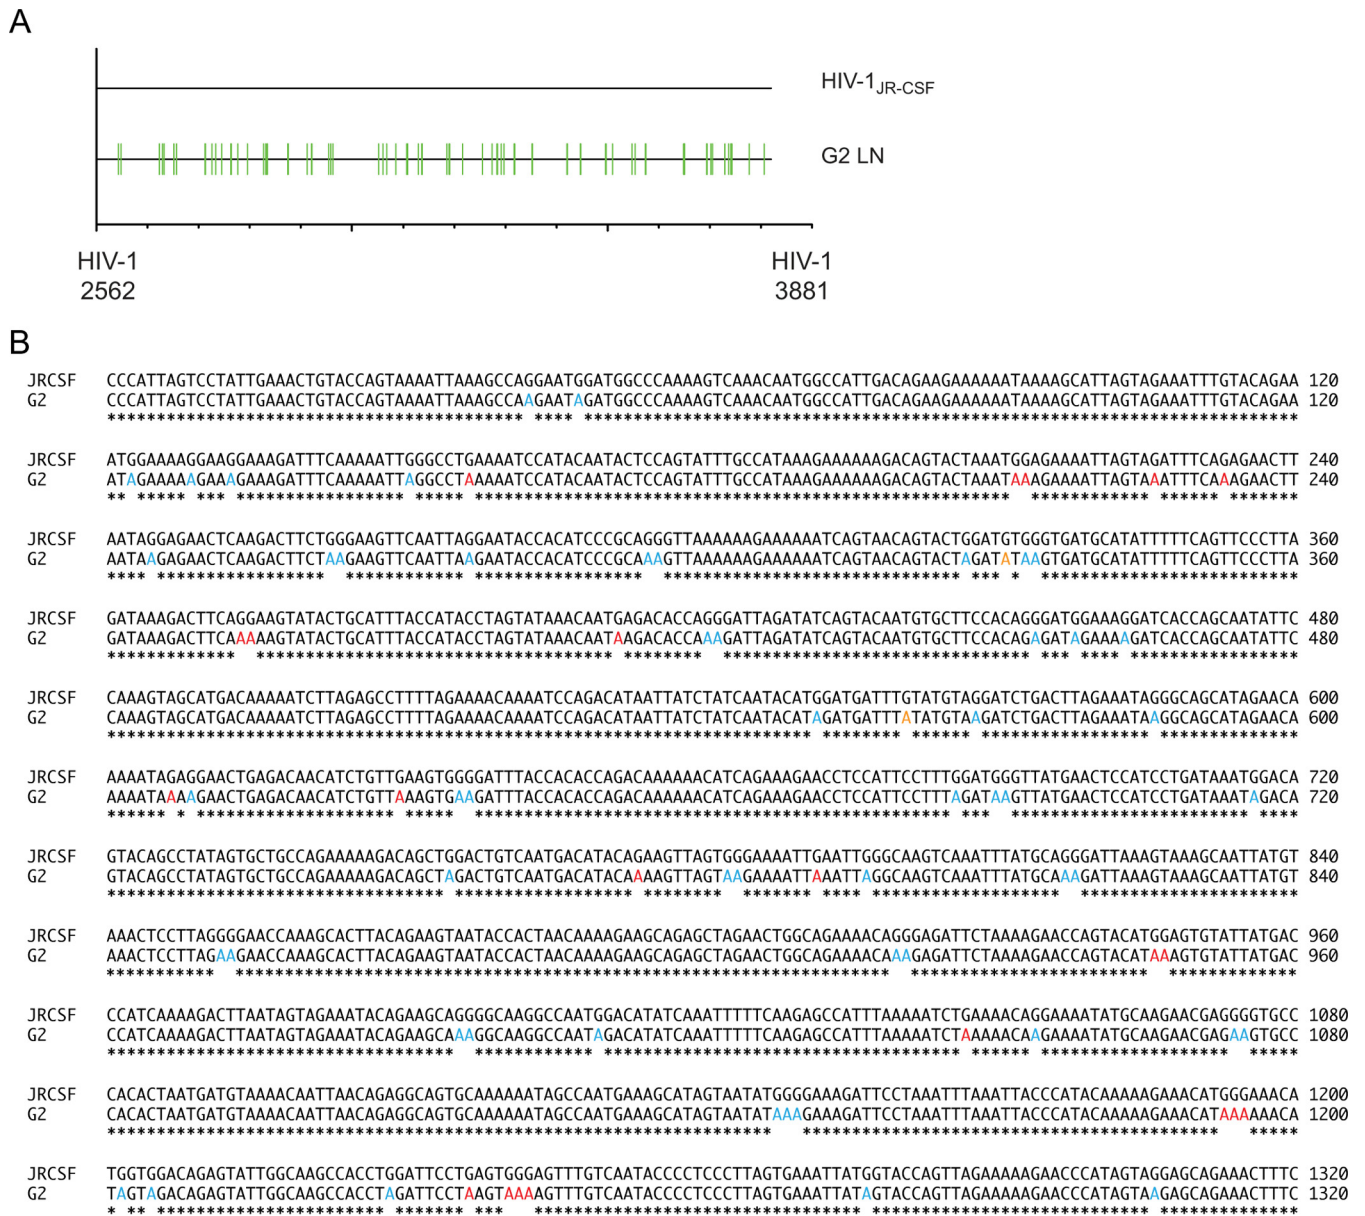 A
HIV-1JR-CSF
G2 LN
HIV-1 HIV-1
2562 3881
B
JRCSF CCCATTAGTCCTATTGAAACTGTACCAGTAAAATTAAAGCCAGGAATGGATGGCCCAAAAGTCAAACAATGGCCATTGACAGAAGAAAAAATAAAAGCATTAGTAGAAATTTGTACAGAA 120
G2 CCCATTAGTCCTATTGAAACTGTACCAGTAAAATTAAAGCCAAGAATAGATGGCCCAAAAGTCAAACAATGGCCATTGACAGAAGAAAAAATAAAAGCATTAGTAGAAATTTGTACAGAA 120
****************************************** **** ************************************************************************
JRCSF ATGGAAAAGGAAGGAAAGATTTCAAAAATTGGGCCTGAAAATCCATACAATACTCCAGTATTTGCCATAAAGAAAAAAGACAGTACTAAATGGAGAAAATTAGTAGATTTCAGAGAACTT 240
G2 ATAGAAAAAGAAAGAAAGATTTCAAAAATTAGGCCTAAAAATCCATACAATACTCCAGTATTTGCCATAAAGAAAAAAGACAGTACTAAATAAAGAAAATTAGTAAATTTCAAAGAACTT 240
** ***** *** ***************** ***** ******************************************************  ************ ****** *******
JRCSF AATAGGAGAACTCAAGACTTCTGGGAAGTTCAATTAGGAATACCACATCCCGCAGGGTTAAAAAAGAAAAAATCAGTAACAGTACTGGATGTGGGTGATGCATATTTTTCAGTTCCCTTA 360
G2 AATAAGAGAACTCAAGACTTCTAAGAAGTTCAATTAAGAATACCACATCCCGCAAAGTTAAAAAAGAAAAAATCAGTAACAGTACTAGATATAAGTGATGCATATTTTTCAGTTCCCTTA 360
**** *****************  ************ *****************  ****************************** *** *  **************************
JRCSF GATAAAGACTTCAGGAAGTATACTGCATTTACCATACCTAGTATAAACAATGAGACACCAGGGATTAGATATCAGTACAATGTGCTTCCACAGGGATGGAAAGGATCACCAGCAATATTC 480
G2 GATAAAGACTTCAAAAAGTATACTGCATTTACCATACCTAGTATAAACAATAAGACACCAAAGATTAGATATCAGTACAATGTGCTTCCACAGAGATAGAAAAGATCACCAGCAATATTC 480
*************  ************************************ ********  ******************************* *** **** *****************
JRCSF CAAAGTAGCATGACAAAAATCTTAGAGCCTTTTAGAAAACAAAATCCAGACATAATTATCTATCAATACATGGATGATTTGTATGTAGGATCTGACTTAGAAATAGGGCAGCATAGAACA 600
G2 CAAAGTAGCATGACAAAAATCTTAGAGCCTTTTAGAAAACAAAATCCAGACATAATTATCTATCAATACATAGATGATTTATATGTAAGATCTGACTTAGAAATAAGGCAGCATAGAACA 600
*********************************************************************** ******** ****** ***************** **************
JRCSF AAAATAGAGGAACTGAGACAACATCTGTTGAAGTGGGGATTTACCACACCAGACAAAAAACATCAGAAAGAACCTCCATTCCTTTGGATGGGTTATGAACTCCATCCTGATAAATGGACA 720
G2 AAAATAAAAGAACTGAGACAACATCTGTTAAAGTGAAGATTTACCACACCAGACAAAAAACATCAGAAAGAACCTCCATTCCTTTAGATAAGTTATGAACTCCATCCTGATAAATAGACA 720
****** * ******************** *****  ************************************************ ***  ************************ ****
JRCSF GTACAGCCTATAGTGCTGCCAGAAAAAGACAGCTGGACTGTCAATGACATACAGAAGTTAGTGGGAAAATTGAATTGGGCAAGTCAAATTTATGCAGGGATTAAAGTAAAGCAATTATGT 840
G2 GTACAGCCTATAGTGCTGCCAGAAAAAGACAGCTAGACTGTCAATGACATACAAAAGTTAGTAAGAAAATTAAATTAGGCAAGTCAAATTTATGCAAAGATTAAAGTAAAGCAATTATGT 840
********************************** ****************** ********  ******* **** *******************  **********************
JRCSF AAACTCCTTAGGGGAACCAAAGCACTTACAGAAGTAATACCACTAACAAAAGAAGCAGAGCTAGAACTGGCAGAAAACAGGGAGATTCTAAAAGAACCAGTACATGGAGTGTATTATGAC 960
G2 AAACTCCTTAGAAGAACCAAAGCACTTACAGAAGTAATACCACTAACAAAAGAAGCAGAGCTAGAACTGGCAGAAAACAAAGAGATTCTAAAAGAACCAGTACATAAAGTGTATTATGAC 960
***********  ******************************************************************  ************************  *************
JRCSF CCATCAAAAGACTTAATAGTAGAAATACAGAAGCAGGGGCAAGGCCAATGGACATATCAAATTTTTCAAGAGCCATTTAAAAATCTGAAAACAGGAAAATATGCAAGAACGAGGGGTGCC 1080
G2 CCATCAAAAGACTTAATAGTAGAAATACAGAAGCAAAGGCAAGGCCAATAGACATATCAAATTTTTCAAGAGCCATTTAAAAATCTAAAAACAAGAAAATATGCAAGAACGAGAAGTGCC 1080
***********************************  ************ ************************************ ****** *******************  *****
JRCSF CACACTAATGATGTAAAACAATTAACAGAGGCAGTGCAAAAAATAGCCAATGAAAGCATAGTAATATGGGGAAAGATTCCTAAATTTAAATTACCCATACAAAAAGAAACATGGGAAACA 1200
G2 CACACTAATGATGTAAAACAATTAACAGAGGCAGTGCAAAAAATAGCCAATGAAAGCATAGTAATATAAAGAAAGATTCCTAAATTTAAATTACCCATACAAAAAGAAACATAAAAAACA 1200
*******************************************************************   ******************************************   *****
JRCSF TGGTGGACAGAGTATTGGCAAGCCACCTGGATTCCTGAGTGGGAGTTTGTCAATACCCCTCCCTTAGTGAAATTATGGTACCAGTTAGAAAAAGAACCCATAGTAGGAGCAGAAACTTTC 1320
G2 TAGTAGACAGAGTATTGGCAAGCCACCTAGATTCCTAAGTAAAAGTTTGTCAATACCCCTCCCTTAGTGAAATTATAGTACCAGTTAGAAAAAGAACCCATAGTAAGAGCAGAAACTTTC 1320
* ** *********************** ******* ***   ********************************* **************************** **************